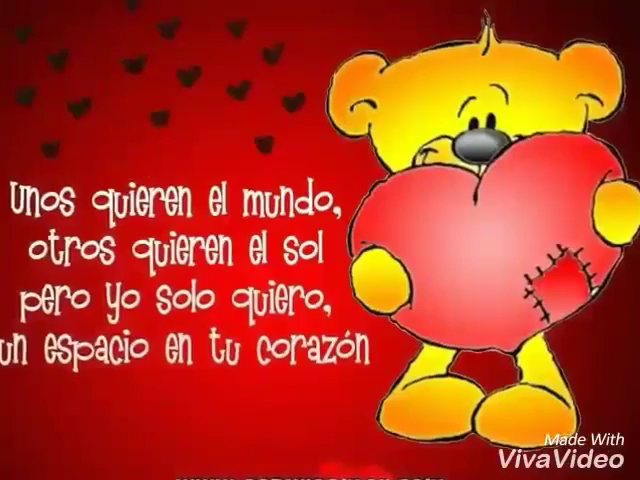 Unos quieren el mundo,
otros quieren el sol
pero yo solo quiero,
un espacio en tu corazón
Made With
VivaVideo